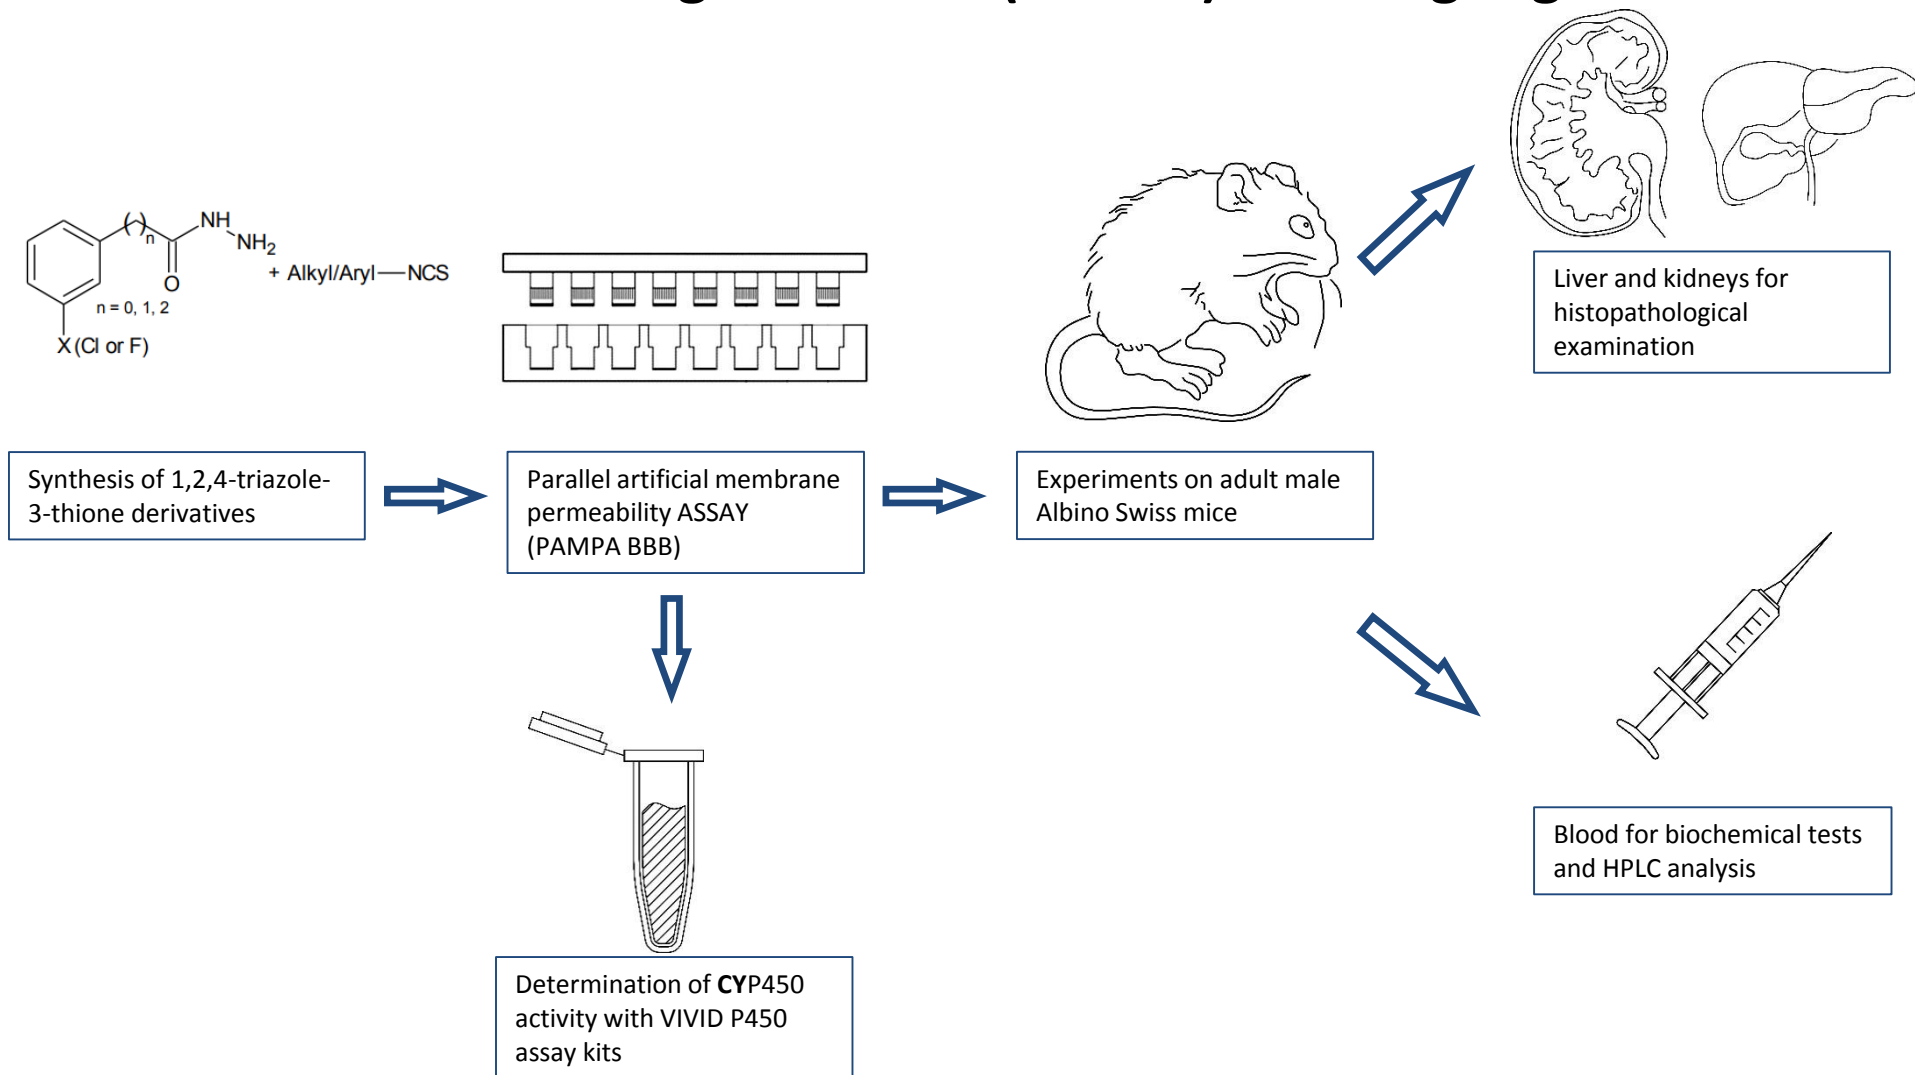 NH
NH2
( )n
O
n = 0, 1, 2
X (Cl or F)
+ Alkyl/Aryl—NCS
Synthesis of 1,2,4-triazole-
3-thione derivatives
Parallel artificial membrane
permeability ASSAY
(PAMPA BBB)
Experiments on adult male
Albino Swiss mice
Liver and kidneys for
histopathological
examination
Blood for biochemical tests
and HPLC analysis
Determination of CYP450
activity with VIVID P450
assay kits